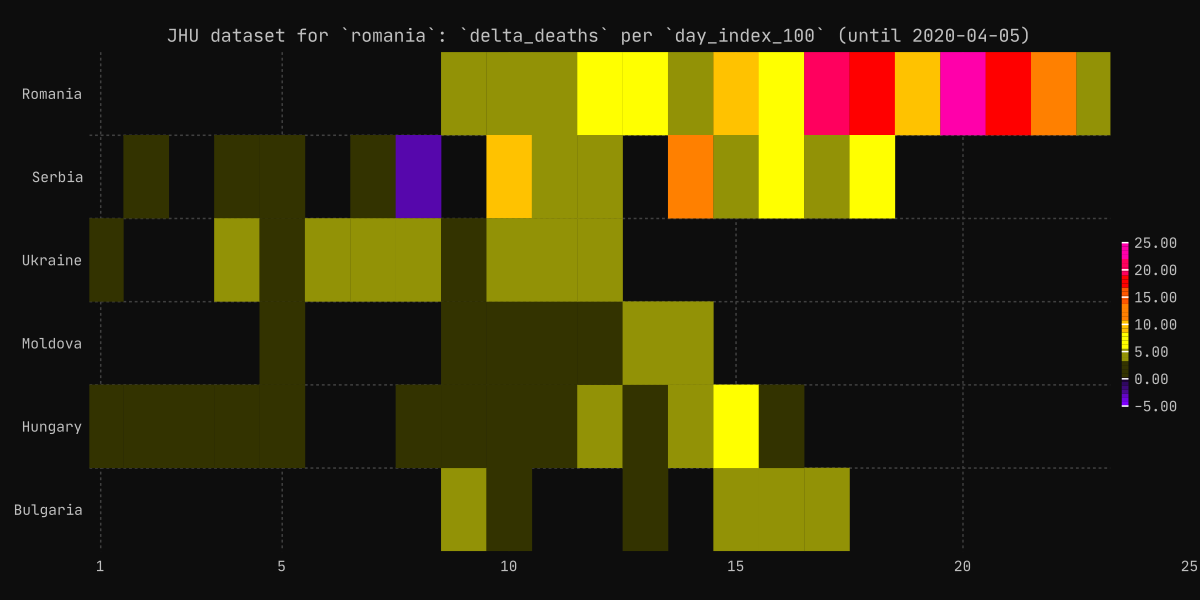 JHU dataset for `romania`: `delta_deaths` per `day_index_100` (until 2020-04-05)
Romania
Serbia
Ukraine
Moldova
Hungary
Bulgaria
25.00
20.00
15.00
10.00
5.00
0.00
−5.00
1 5 10 15 20 25